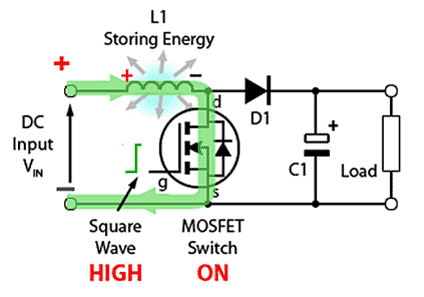 L1
Storing Energy
+
+ −
d
D1
DC
Input
VIN
+
C1
Load
g
s
−
Square
Wave
HIGH
MOSFET
Switch
ON